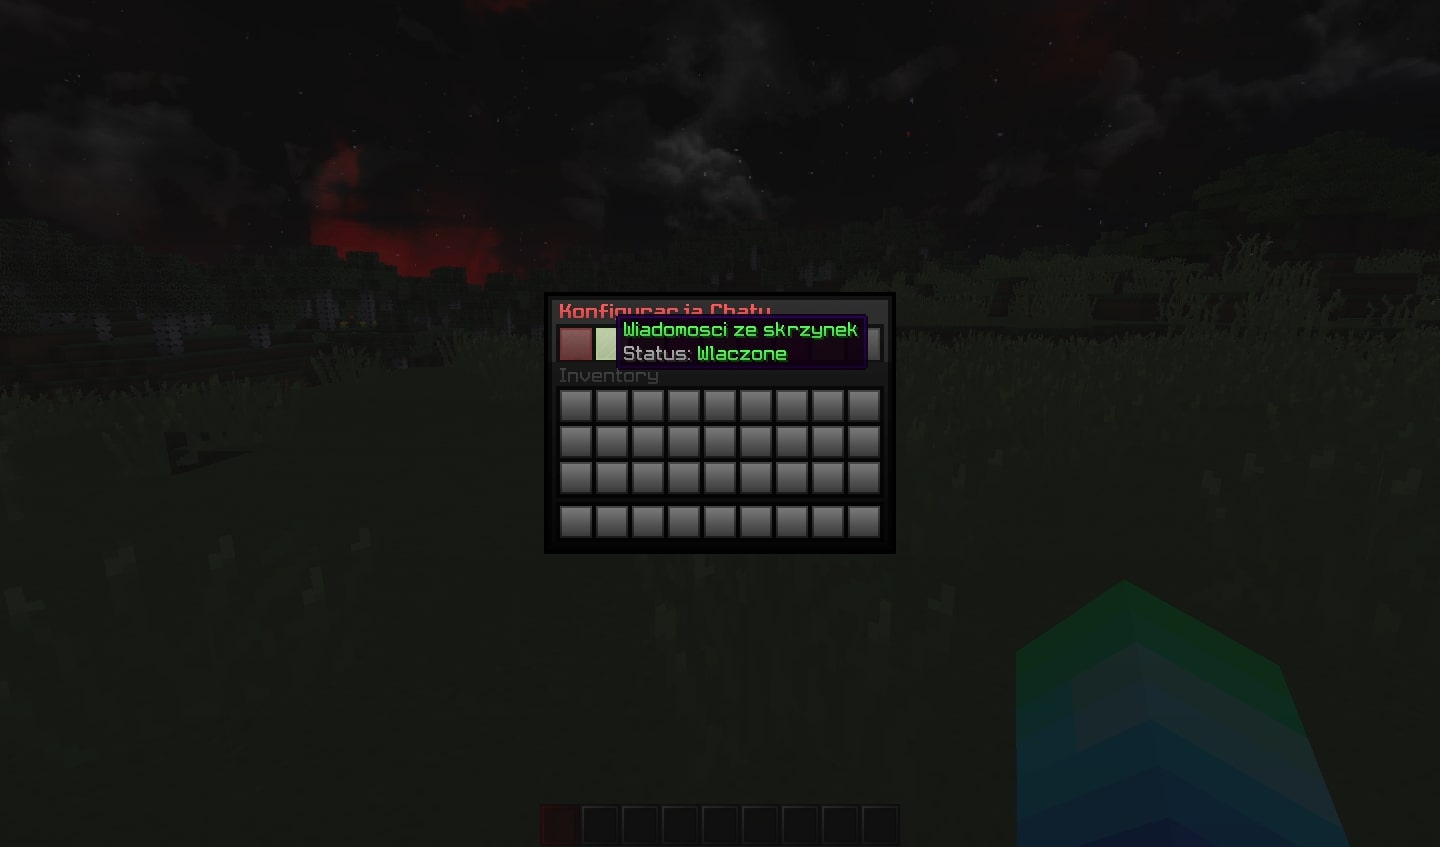 Konfiguracja Chatu
Wiadomosci ze skrzynek
Status: Wlaczone
Inventory